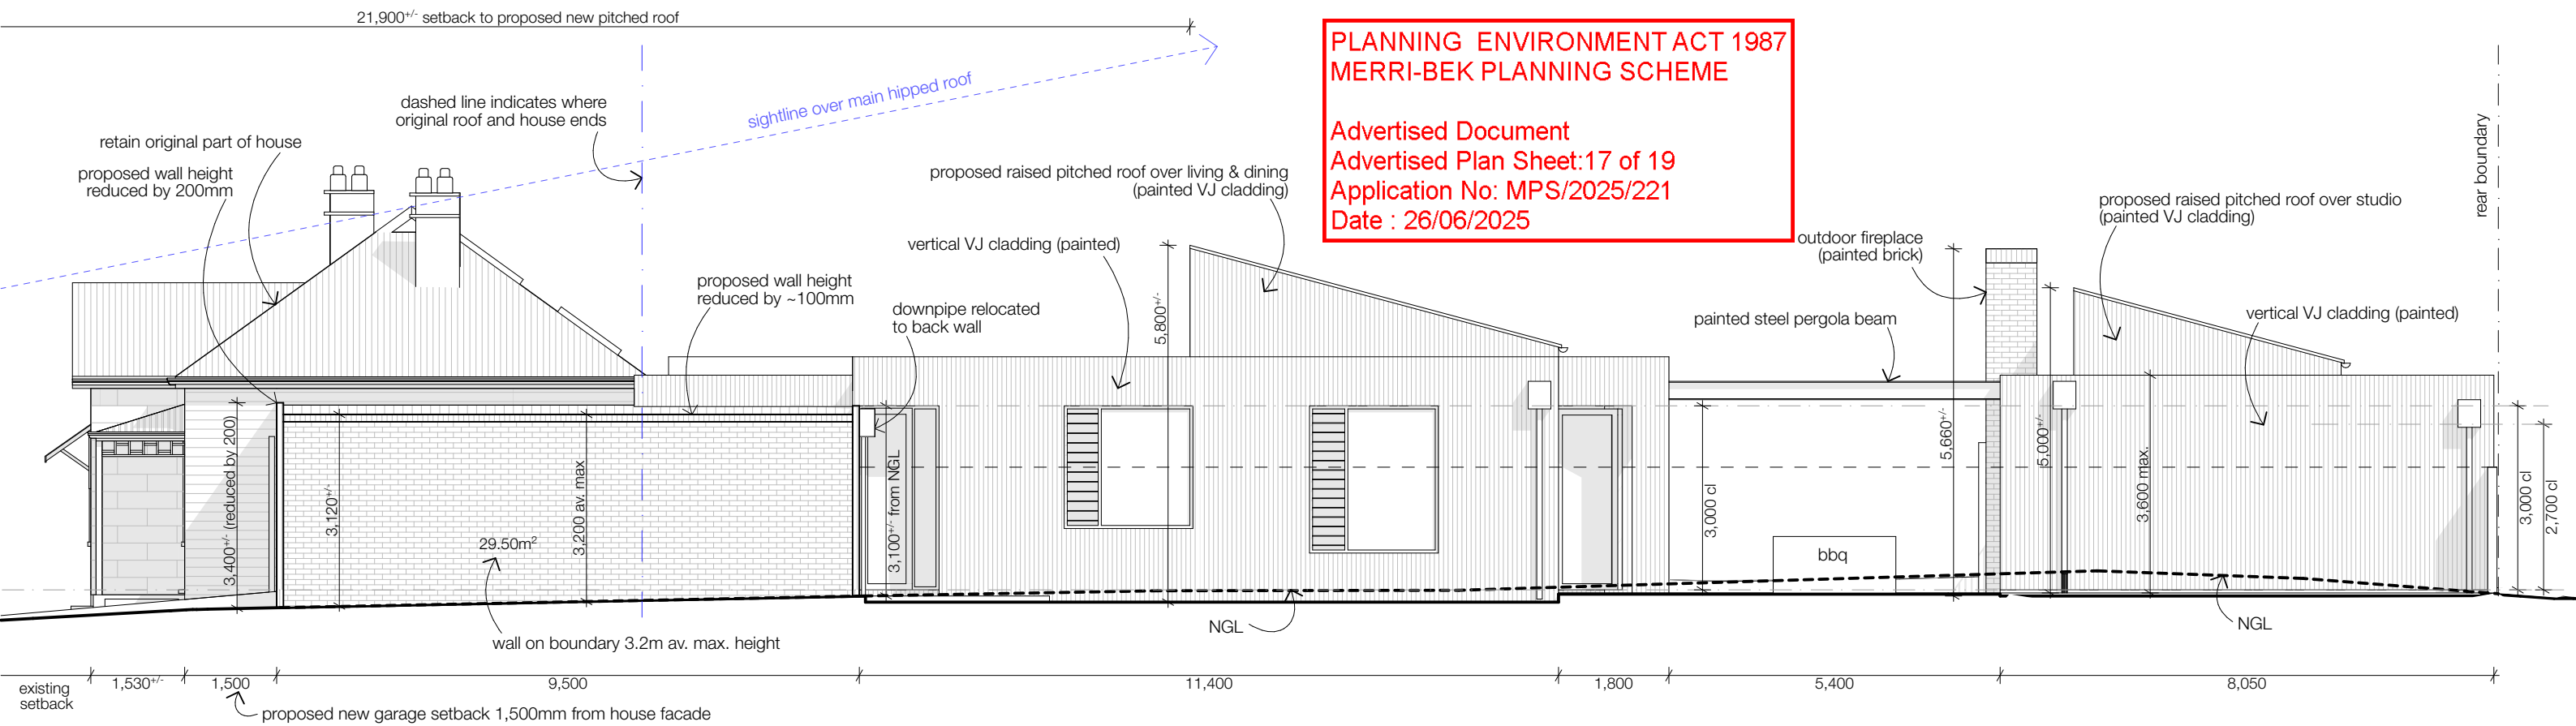 21,900+/- setback to proposed new pitched roof
PLANNING ENVIRONMENT ACT 1987
MERRI-BEK PLANNING SCHEME
Advertised Document
Advertised Plan Sheet:17 of 19
Application No: MPS/2025/221
Date : 26/06/2025
sightline over main hipped roof
dashed line indicates where
original roof and house ends
retain original part of house
proposed wall height
reduced by 200mm
proposed raised pitched roof over living & dining
(painted VJ cladding)
vertical VJ cladding (painted)
proposed wall height
reduced by ~100mm
downpipe relocated
to back wall
outdoor fireplace
(painted brick)
painted steel pergola beam
proposed raised pitched roof over studio
(painted VJ cladding)
rear boundary
vertical VJ cladding (painted)
3,400+/- (reduced by 200)
3,120+/-
29.50m²
3,200 av. max
3,100+/- from NGL
5,800+/-
3,000 cl
bbq
5,660+/-
5,000+/-
3,600 max.
3,000 cl
2,700 cl
wall on boundary 3.2m av. max. height
NGL
NGL
existing
setback
1,530+/-
1,500
9,500
11,400
1,800
5,400
8,050
proposed new garage setback 1,500mm from house facade